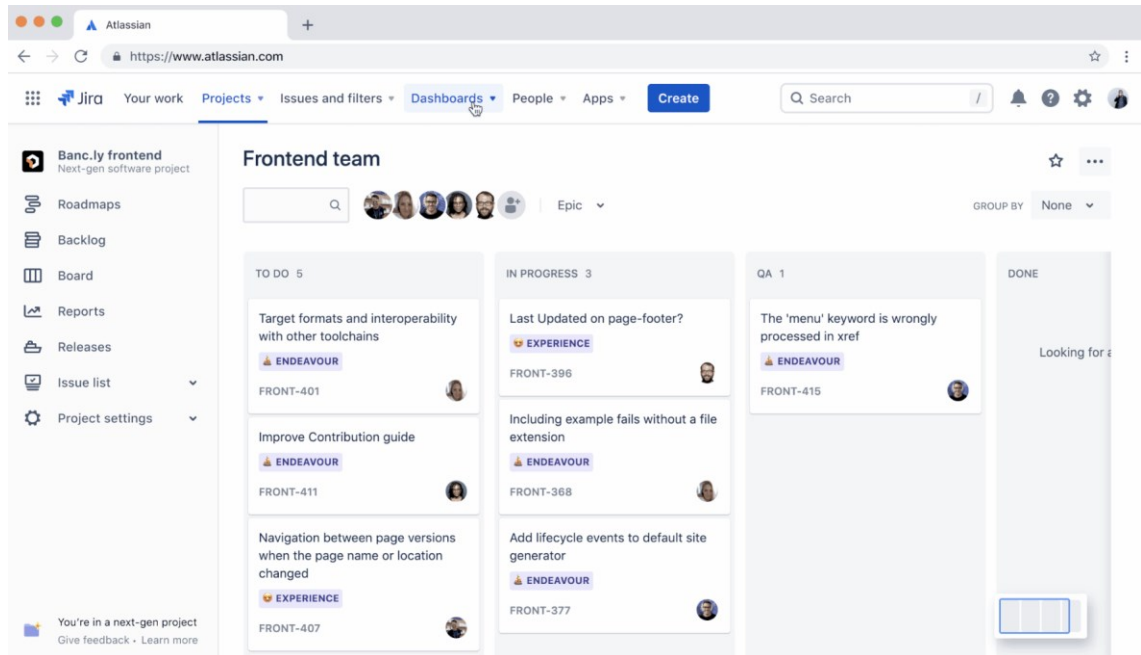 Atlassian
https://www.atlassian.com
Jira Your work Projects Issues and filters Dashboards People Apps Create Search /
Banc.ly frontend
Next-gen software project
Roadmaps
Backlog
Board
Reports
Releases
Issue list
Project settings
You're in a next-gen project
Give feedback • Learn more
Frontend team
Epic
GROUP BY None
TO DO 5
Target formats and interoperability
with other toolchains
ENDEAVOUR
FRONT-401
Improve Contribution guide
ENDEAVOUR
FRONT-411
Navigation between page versions
when the page name or location
changed
EXPERIENCE
FRONT-407
IN PROGRESS 3
Last Updated on page-footer?
EXPERIENCE
FRONT-396
Including example fails without a file
extension
ENDEAVOUR
FRONT-368
Add lifecycle events to default site
generator
ENDEAVOUR
FRONT-377
QA 1
The 'menu' keyword is wrongly
processed in xref
ENDEAVOUR
FRONT-415
DONE
Looking for